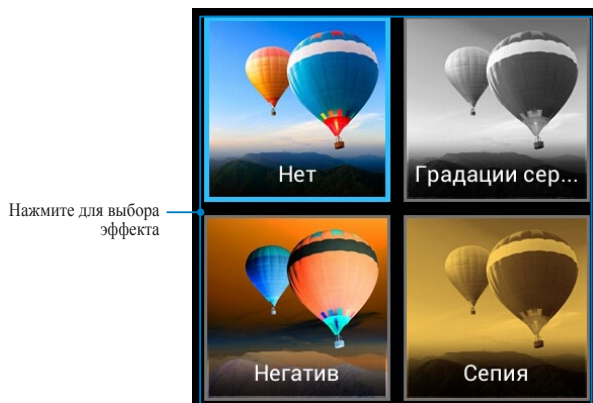 Нет
Градации сер...
Нажмите для выбора
эффекта
Негатив
Сепия